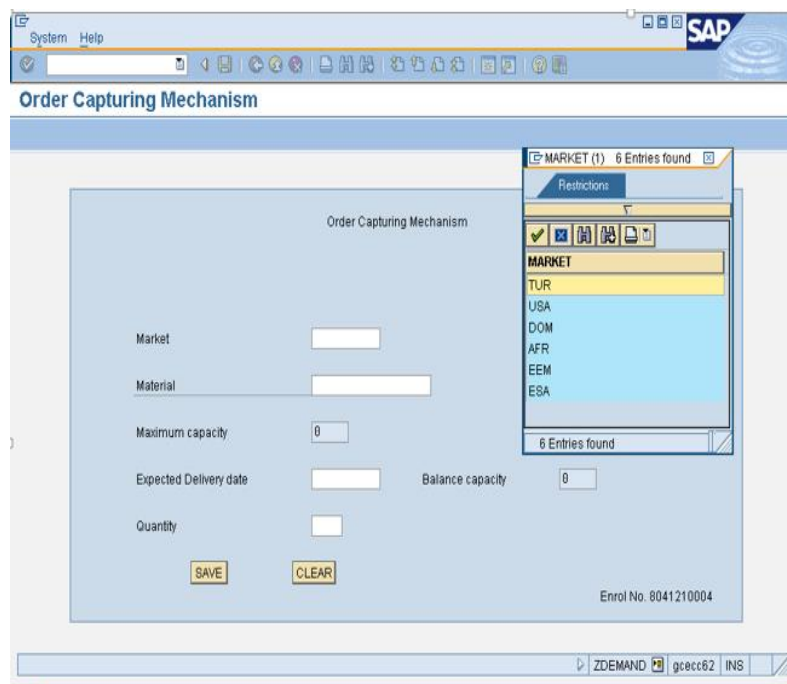 System Help
SAP
Order Capturing Mechanism
MARKET (1) 6 Entries found
Restrictions
Order Capturing Mechanism
MARKET
TUR
USA
DOM
AFR
EEM
ESA
6 Entries found
Market
Material
Maximum capacity 0
Expected Delivery date Balance capacity 0
Quantity
SAVE CLEAR
Enrol No. 8041210004
ZDEMAND gcecc62 INS